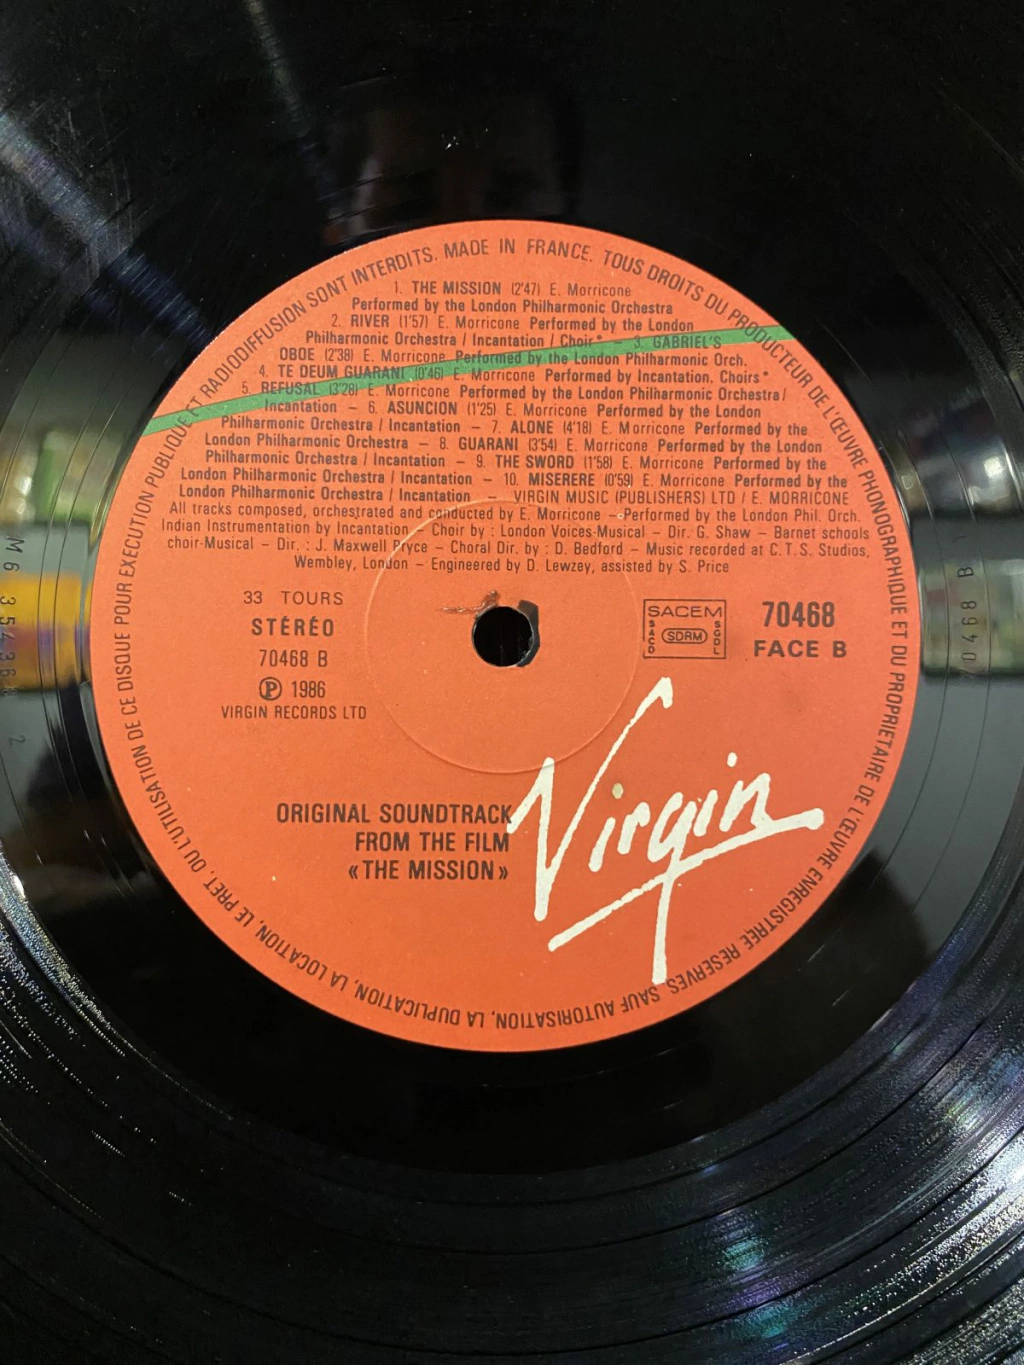 1. THE MISSION (2'47) E. Morricone
Performed by the London Philharmonic Orchestra
2. RIVER (1'57) E. Morricone Performed by the London
Philharmonic Orchestra / Incantation / Choir* – 3. GABRIEL'S
OBOE (2'38) E. Morricone Performed by the London Philharmonic Orch.
4. TE DEUM GUARANI (0'46) E. Morricone Performed by Incantation, Choirs*
5. REFUSAL (3'28) E. Morricone Performed by the London Philharmonic Orchestra/
Incantation – 6. ASUNCION (1'25) E. Morricone Performed by the London
Philharmonic Orchestra / Incantation – 7. ALONE (4'18) E. Morricone Performed by the
London Philharmonic Orchestra – 8. GUARANI (3'54) E. Morricone Performed by the London
Philharmonic Orchestra / Incantation – 9. THE SWORD (1'58) E. Morricone Performed by the
London Philharmonic Orchestra / Incantation – 10. MISERERE (0'59) E. Morricone Performed by the
London Philharmonic Orchestra / Incantation – VIRGIN MUSIC (PUBLISHERS) LTD / E. MORRICONE
All tracks composed, orchestrated and conducted by E. Morricone – Performed by the London Phil. Orch.
Indian Instrumentation by Incantation – Choir by : London Voices-Musical – Dir. G. Shaw – Barnet schools
choir-Musical – Dir. : J. Maxwell Pryce – Choral Dir. by : D. Bedford – Music recorded at C.T.S. Studios,
Wembley, London – Engineered by D. Lewzey, assisted by S. Price
33 TOURS
STÉRÉO
70468 B
℗ 1986
VIRGIN RECORDS LTD
SACEM
SACD
SDRM
SGDL
70468
FACE B
ORIGINAL SOUNDTRACK
FROM THE FILM
«THE MISSION»
Virgin
MADE IN FRANCE. TOUS DROITS DU PRODUCTEUR DE L'ŒUVRE PHONOGRAPHIQUE ET DU PROPRIETAIRE DE L'ŒUVRE ENREGISTREE RESERVES. SAUF AUTORISATION, LA DUPLICATION, LA LOCATION, LE PRET, OU L'UTILISATION DE CE DISQUE POUR EXECUTION PUBLIQUE ET RADIODIFFUSION SONT INTERDITS.